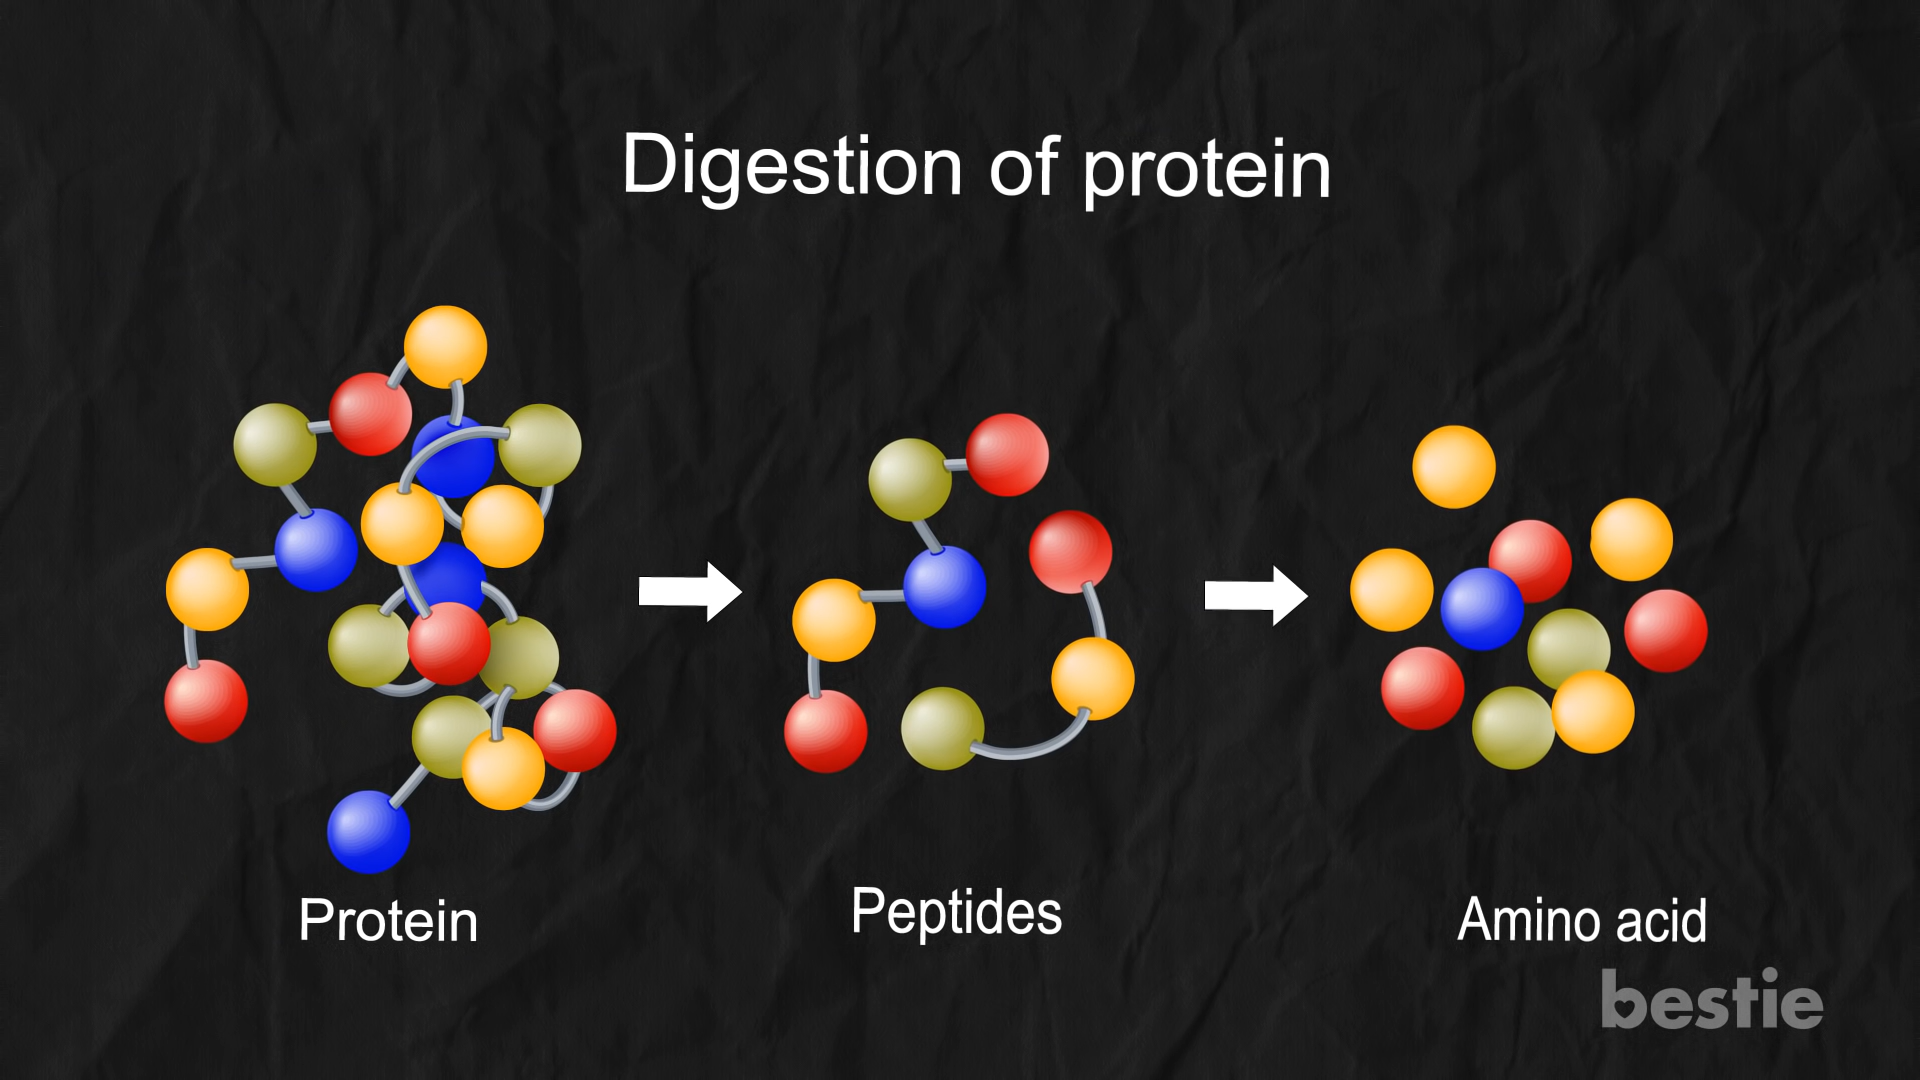 Digestion of protein
Protein
Peptides
Amino acid
bestie